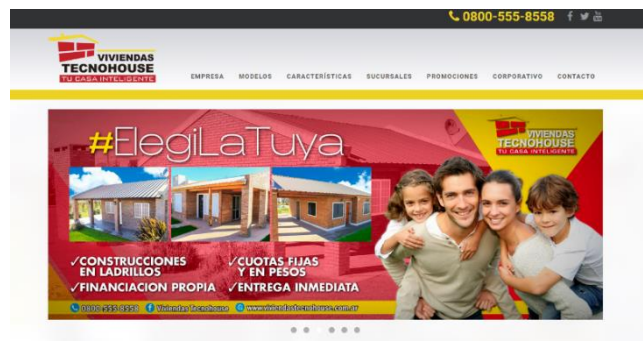 0800-555-8558
VIVIENDAS
TECNOHOUSE
TU CASA INTELIGENTE
EMPRESA MODELOS CARACTERÍSTICAS SUCURSALES PROMOCIONES CORPORATIVO CONTACTO
#ElegiLaTuya
VIVIENDAS
TECNOHOUSE
TU CASA INTELIGENTE
✓CONSTRUCCIONES
EN LADRILLOS
✓FINANCIACION PROPIA
✓CUOTAS FIJAS
Y EN PESOS
✓ENTREGA INMEDIATA
0800 555 8558 Viviendas Tecnohouse www.viviendastecnohouse.com.ar